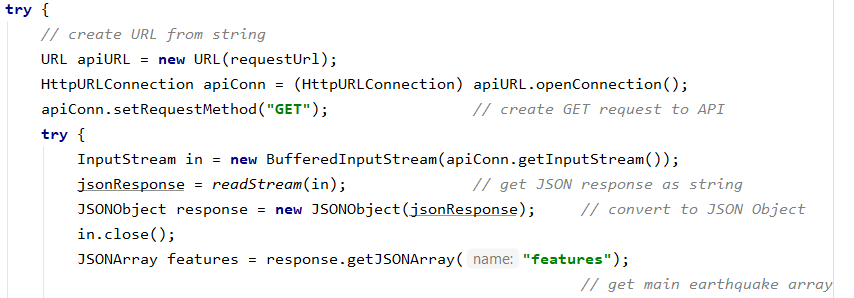 try {
// create URL from string
URL apiURL = new URL(requestUrl);
HttpURLConnection apiConn = (HttpURLConnection) apiURL.openConnection();
apiConn.setRequestMethod("GET"); // create GET request to API
try {
InputStream in = new BufferedInputStream(apiConn.getInputStream());
jsonResponse = readStream(in); // get JSON response as string
JSONObject response = new JSONObject(jsonResponse); // convert to JSON Object
in.close();
JSONArray features = response.getJSONArray( name: "features");
// get main earthquake array